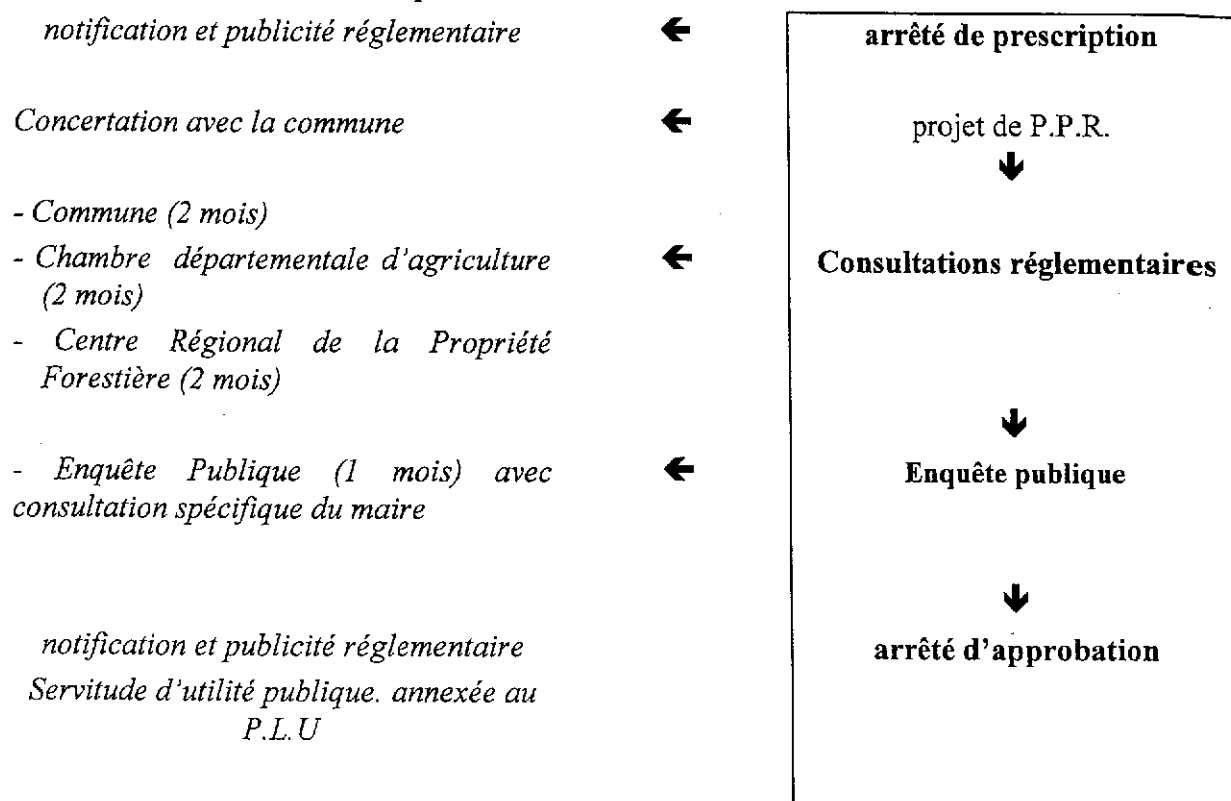 notification et publicité réglementaire ← arrêté de prescription
Concertation avec la commune ← projet de P.P.R.
↓
- Commune (2 mois)
- Chambre départementale d'agriculture ← Consultations réglementaires
(2 mois)
- Centre Régional de la Propriété
Forestière (2 mois)
↓
- Enquête Publique (1 mois) avec ← Enquête publique
consultation spécifique du maire
↓
notification et publicité réglementaire arrêté d'approbation
Servitude d'utilité publique. annexée au
P.L.U